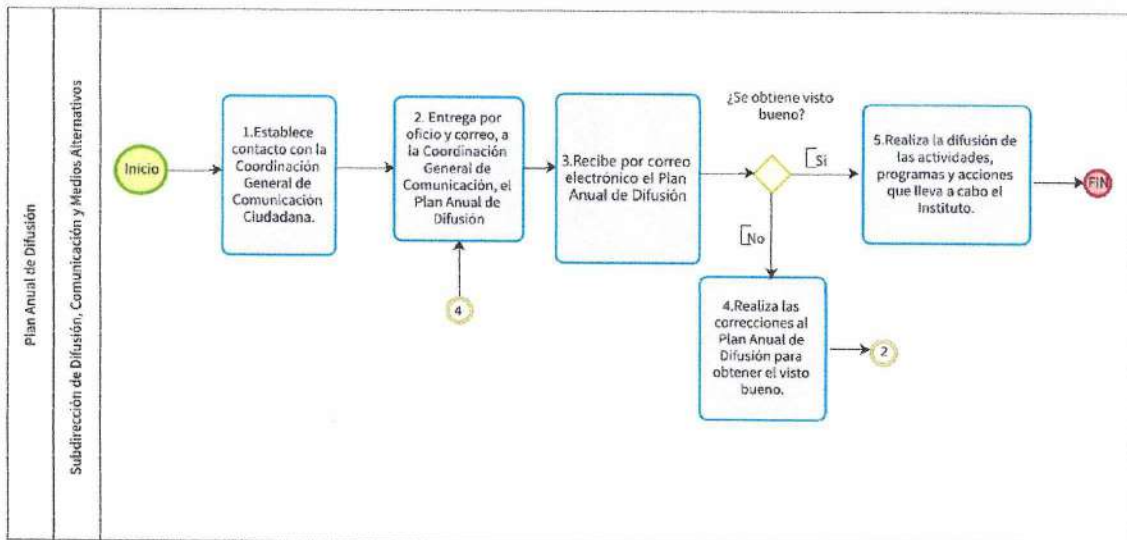 Plan Anual de Difusión
Subdirección de Difusión, Comunicación y Medios Alternativos
Inicio
1.Establece
contacto con la
Coordinación
General de
Comunicación
Ciudadana.
2. Entrega por
oficio y correo, a
la Coordinación
General de
Comunicación, el
Plan Anual de
Difusión
4
3.Recibe por correo
electrónico el Plan
Anual de Difusión
¿Se obtiene visto
bueno?
Si
No
4.Realiza las
correcciones al
Plan Anual de
Difusión para
obtener el visto
bueno.
2
5.Realiza la difusión de
las actividades,
programas y acciones
que lleva a cabo el
Instituto.
FIN